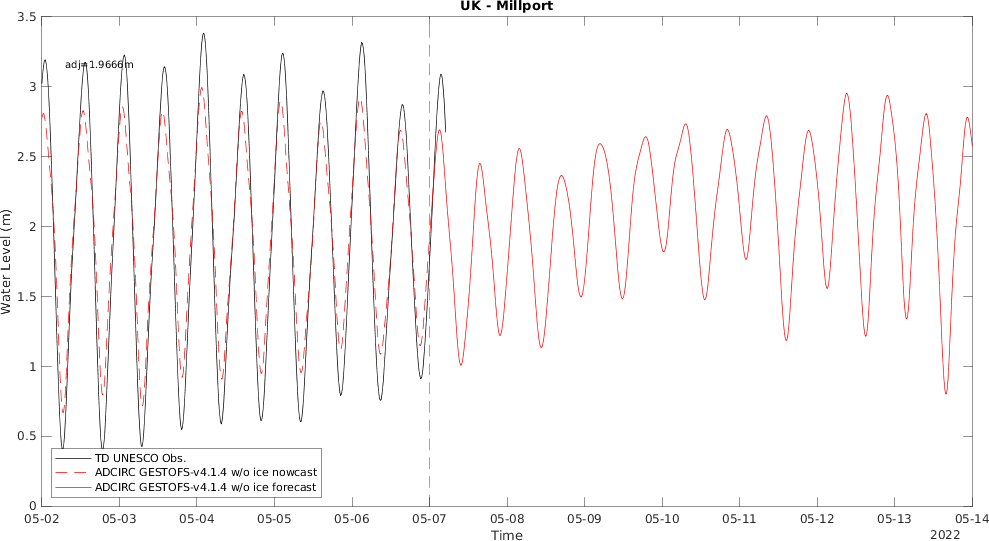 UK - Millport
3.5
3
2.5
2
1.5
1
0.5
0
Water Level (m)
adj=1.9666m
TD UNESCO Obs.
ADCIRC GESTOFS-v4.1.4 w/o ice nowcast
ADCIRC GESTOFS-v4.1.4 w/o ice forecast
05-02 05-03 05-04 05-05 05-06 05-07 05-08 05-09 05-10 05-11 05-12 05-13 05-14
Time
2022